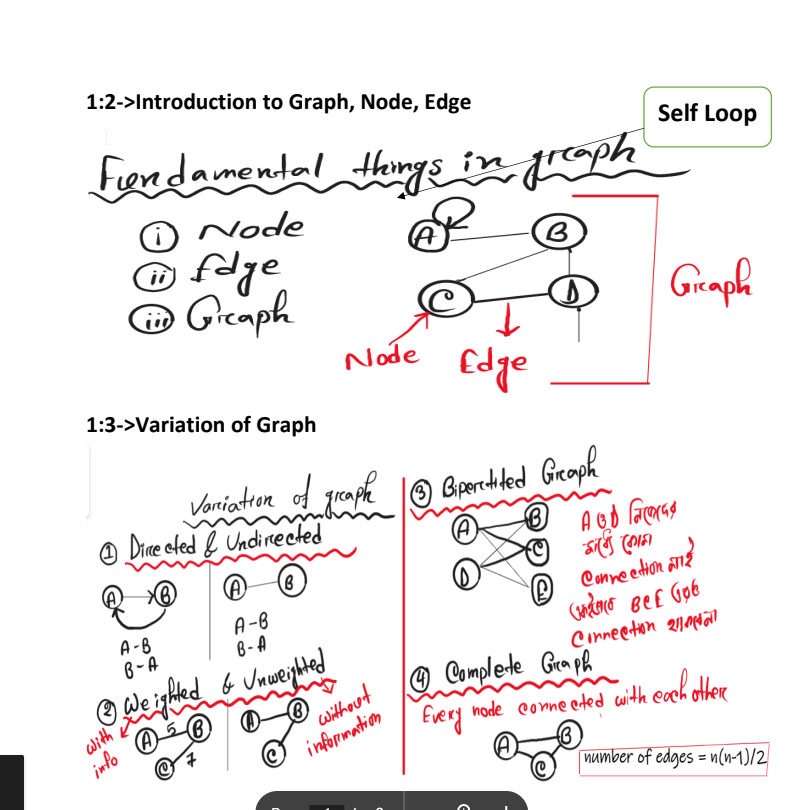 1:2->Introduction to Graph, Node, Edge
Self Loop
Fundamental things in graph
i Node
ii Edge
iii Graph
A B
C D
Graph
Node Edge
1:3->Variation of Graph
Variation of graph
1 Directed & Undirected
A B
A B
A-B
B-A
A-B
B-A
2 Weighted & Unweighted
with info
A 5 B
C 7
A B
C
without
information
3 Bipertited Graph
A B
C
D E
A ও D নিজেদের
মধ্যে কোন
Connection নাই
BCE
Connection
4 Complete Graph
Every node connected with each other
A B
C
number of edges = n(n-1)/2